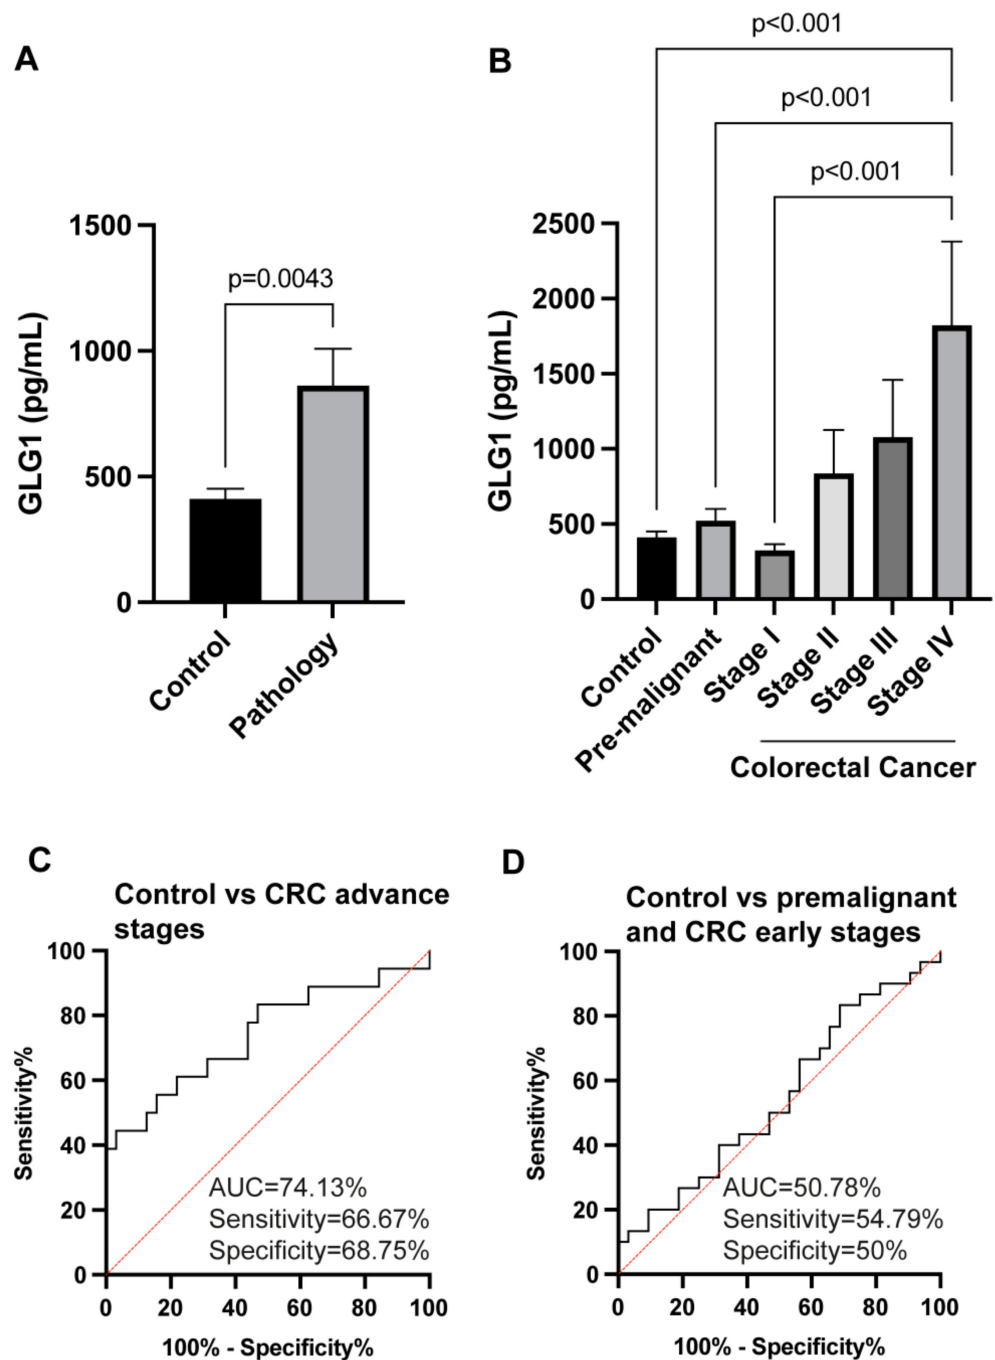 A
GLG1 (pg/mL)
1500
1000
500
0
p=0.0043
Control
Pathology
B
GLG1 (pg/mL)
2500
2000
1500
1000
500
0
p<0.001
p<0.001
p<0.001
Control
Pre-malignant
Stage I
Stage II
Stage III
Stage IV
Colorectal Cancer
C
Control vs CRC advance
stages
Sensitivity%
100
80
60
40
20
0
AUC=74.13%
Sensitivity=66.67%
Specificity=68.75%
0 20 40 60 80 100
100% - Specificity%
D
Control vs premalignant
and CRC early stages
Sensitivity%
100
80
60
40
20
0
AUC=50.78%
Sensitivity=54.79%
Specificity=50%
0 20 40 60 80 100
100% - Specificity%